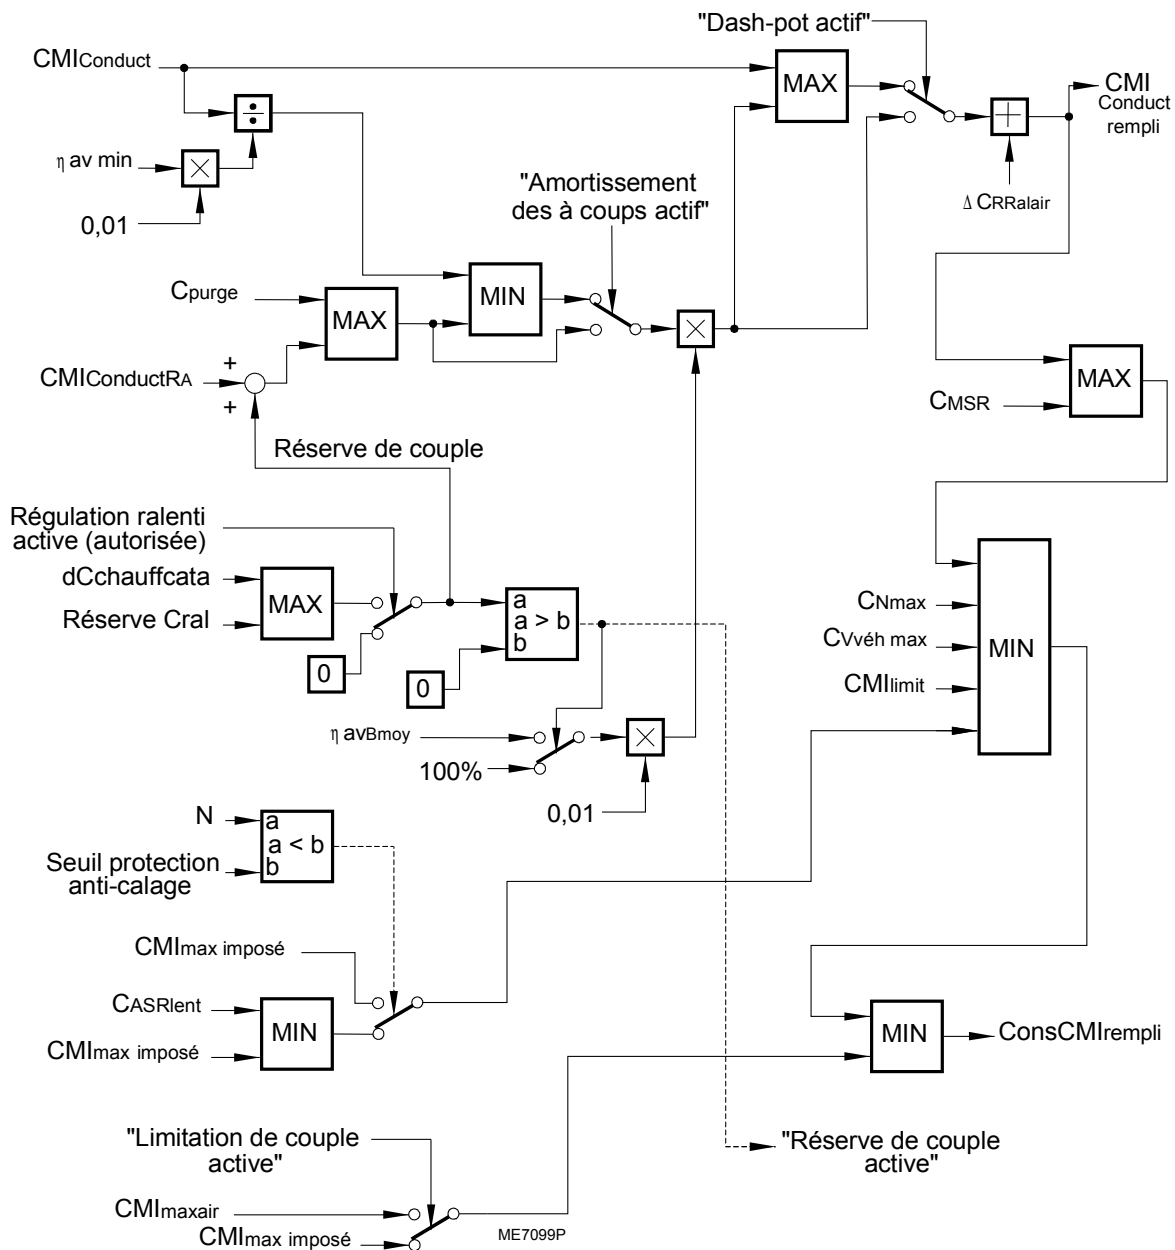 "Dash-pot actif"
CMIConduct
MAX
CMI
Conduct
rempli
÷
+
η av min
×
0,01
"Amortissement
des à coups actif"
Δ CRRalair
Cpurge
MAX
MIN
×
+
CMIConductRA
+
MAX
CMSR
Réserve de couple
Régulation ralenti
active (autorisée)
dCchauffcata
Réserve Cral
MAX
a
a > b
b
0
0
CNmax
CVvéh max
CMIlimit
MIN
η avBmoy
100%
×
0,01
N
a
a < b
b
Seuil protection
anti-calage
CMImax imposé
CASRlent
MIN
CMImax imposé
MIN
ConsCMIrempli
"Limitation de couple
active"
"Réserve de couple
active"
CMImaxair
CMImax imposé
ME7099P